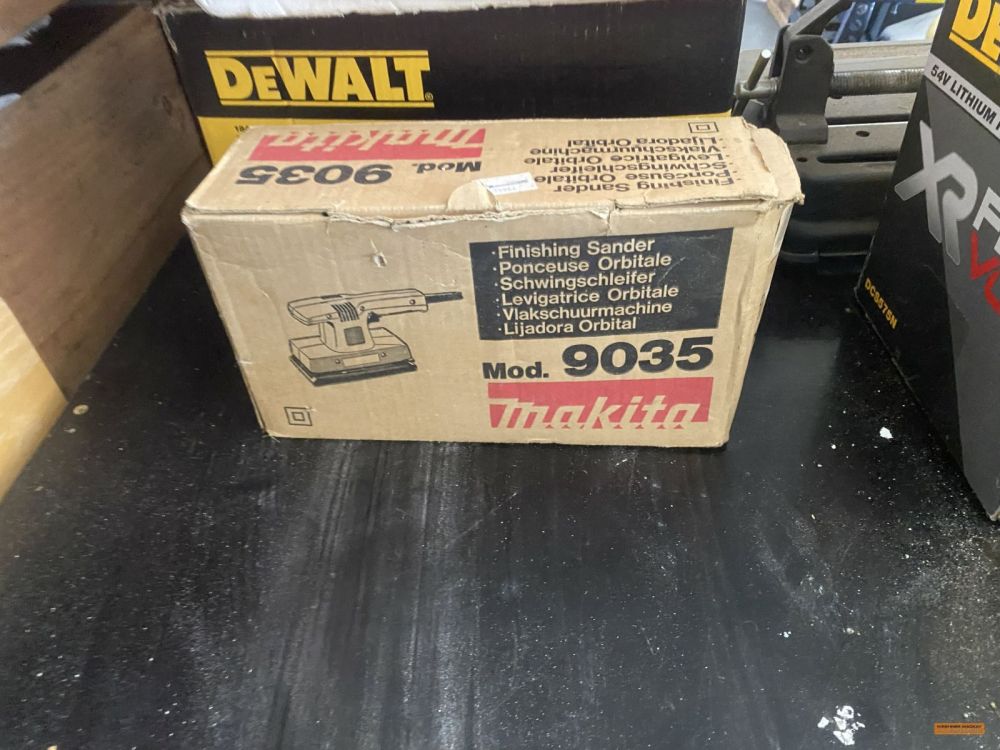 DEWALT
makita
Mod. 9035
Finishing Sander
Ponceuse Orbitale
Schwingschleifer
Levigatrice Orbitale
Vlakschuurmachine
Lijadora Orbital
·Finishing Sander
·Ponceuse Orbitale
·Schwingschleifer
·Levigatrice Orbitale
·Vlakschuurmachine
·Lijadora Orbital
Mod. 9035
makita
DE
54V LITHIUM
XR
DCS575N